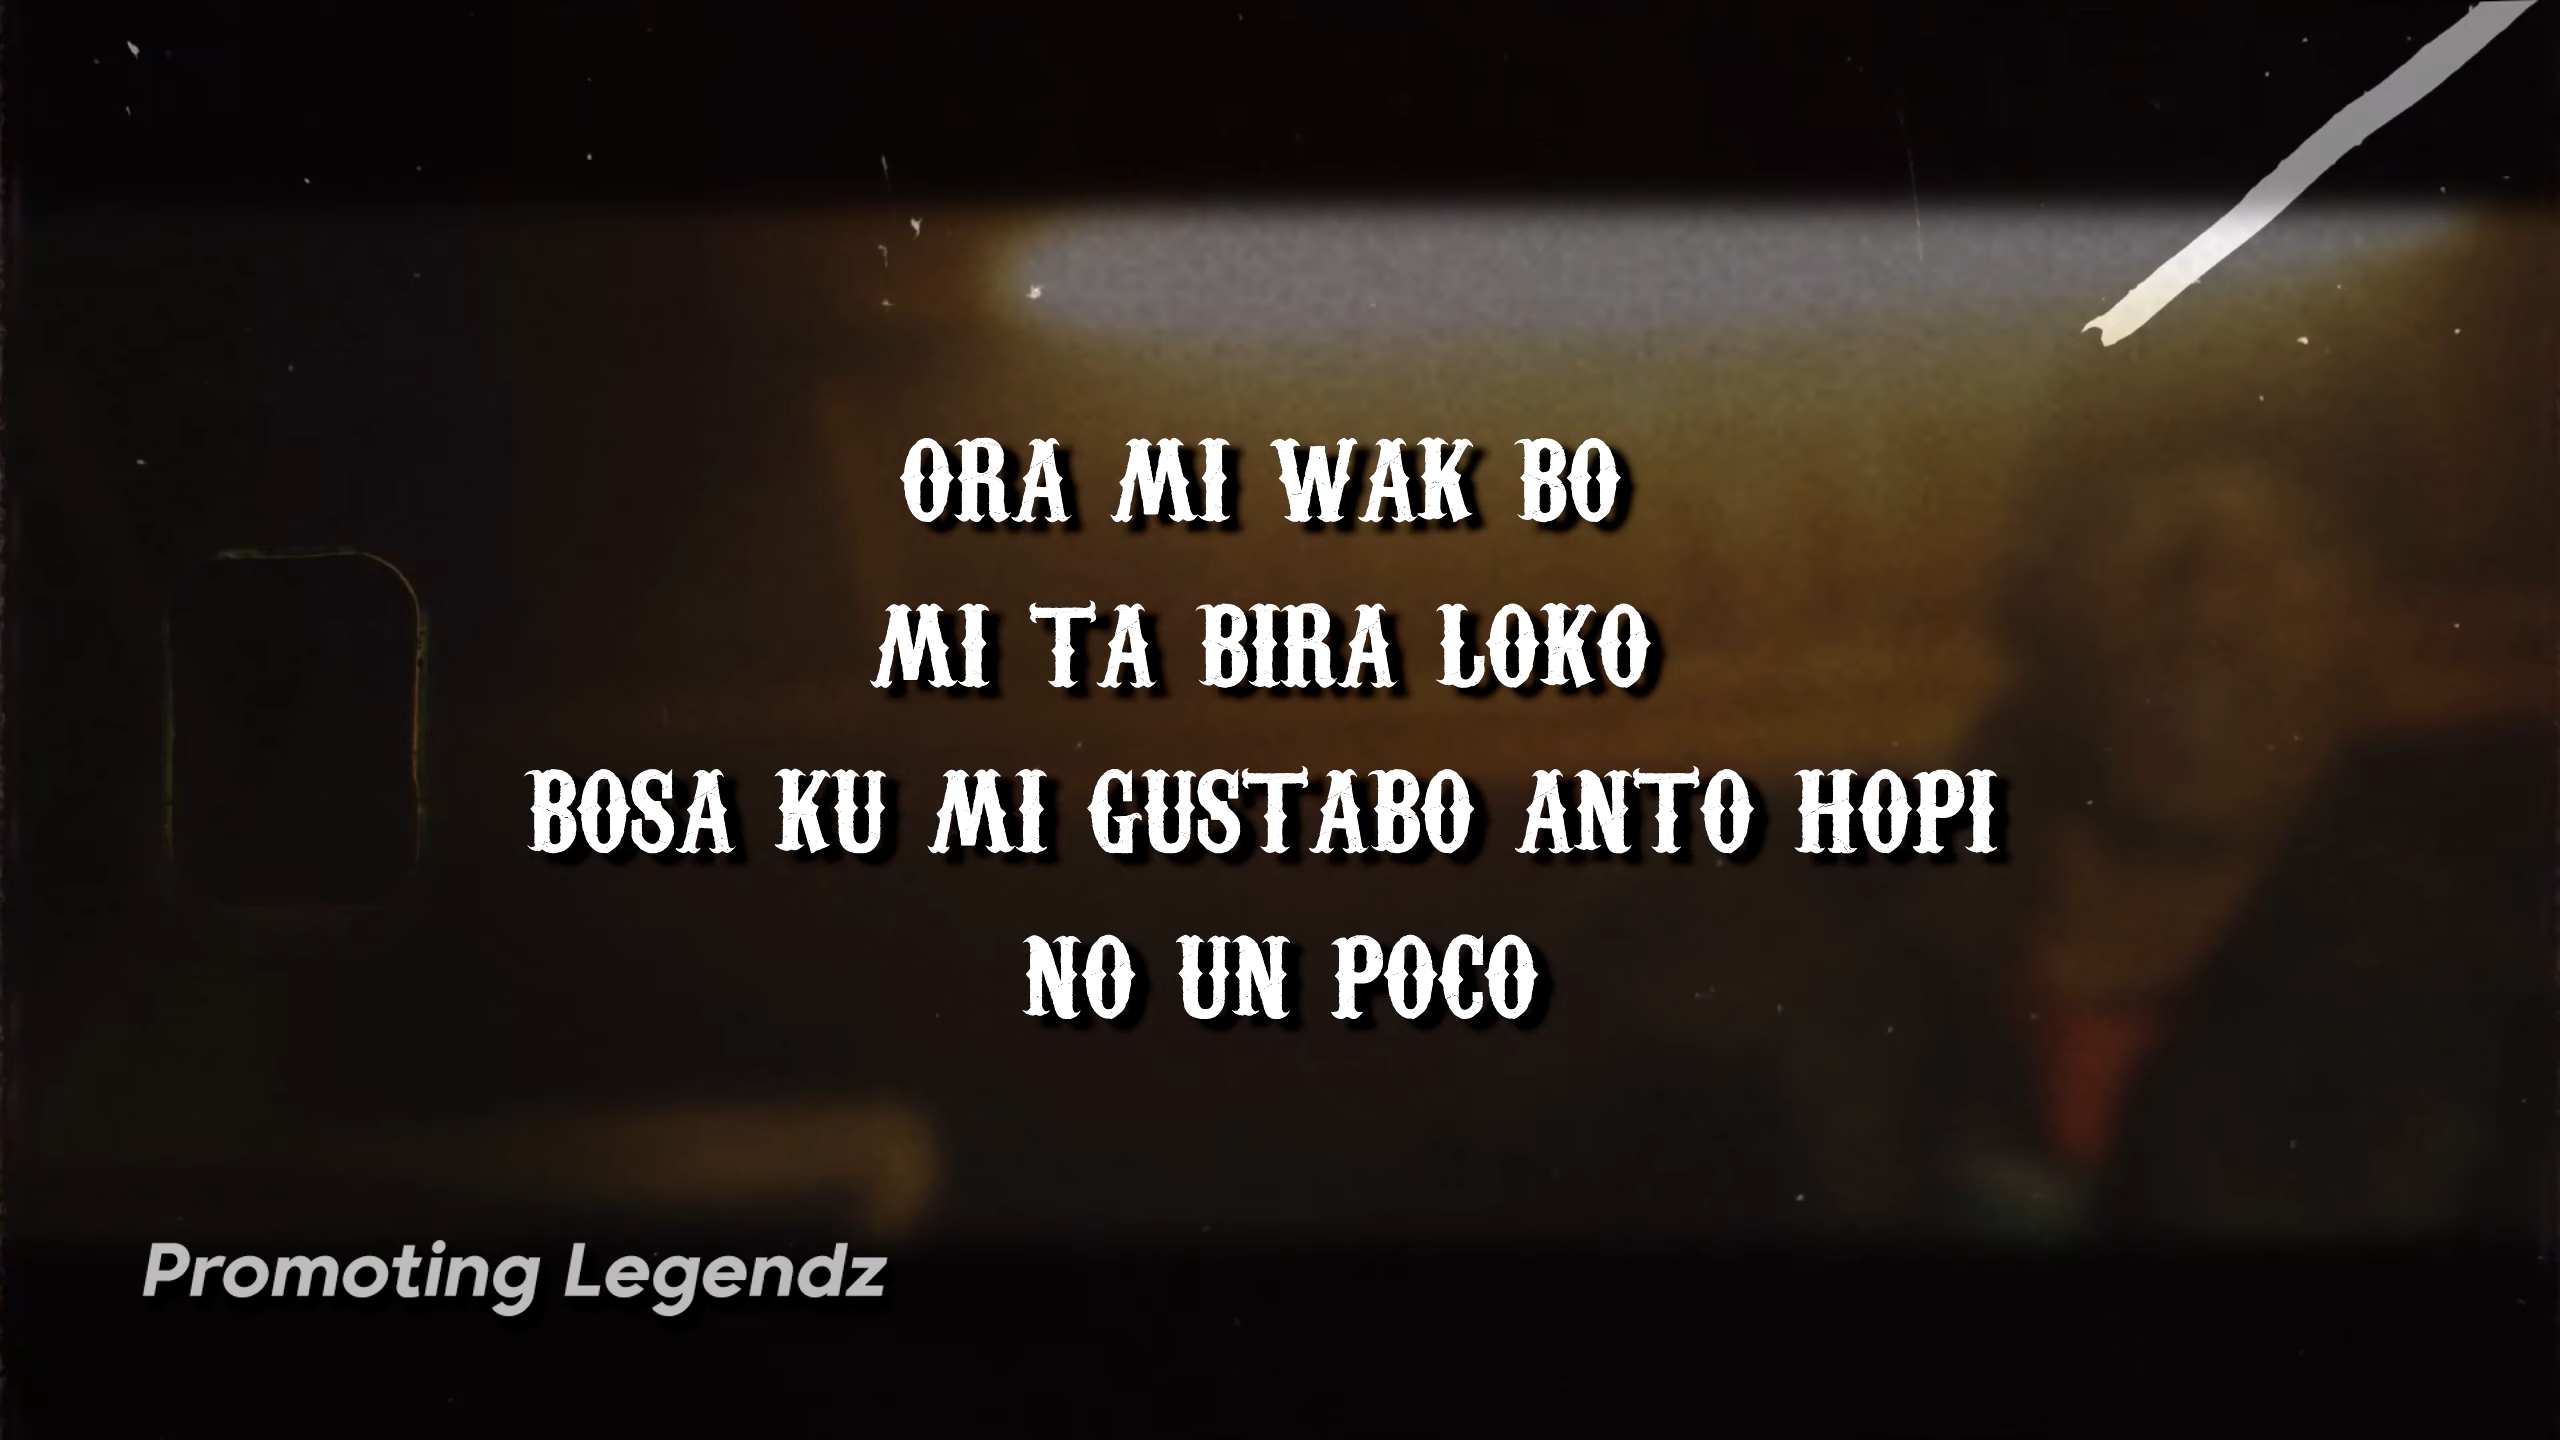 ORA MI WAK BO
MI TA BIRA LOKO
BOSA KU MI GUSTABO ANTO HOPI
NO UN POCO
Promoting Legendz